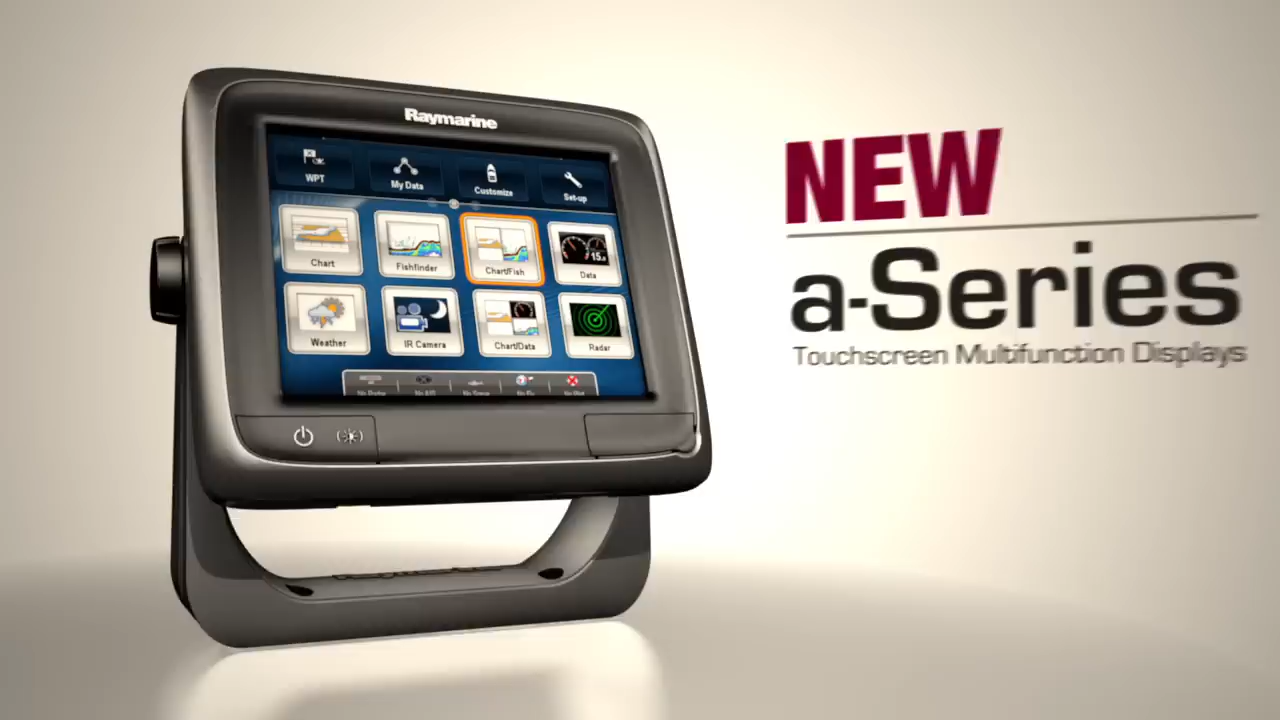 Raymarine
WPT
My Data
Customize
Set-up
Chart
Fishfinder
Chart/Fish
Data
15.
Weather
IR Camera
Chart/Data
Radar
NEW
a-Series
Touchscreen Multifunction Displays